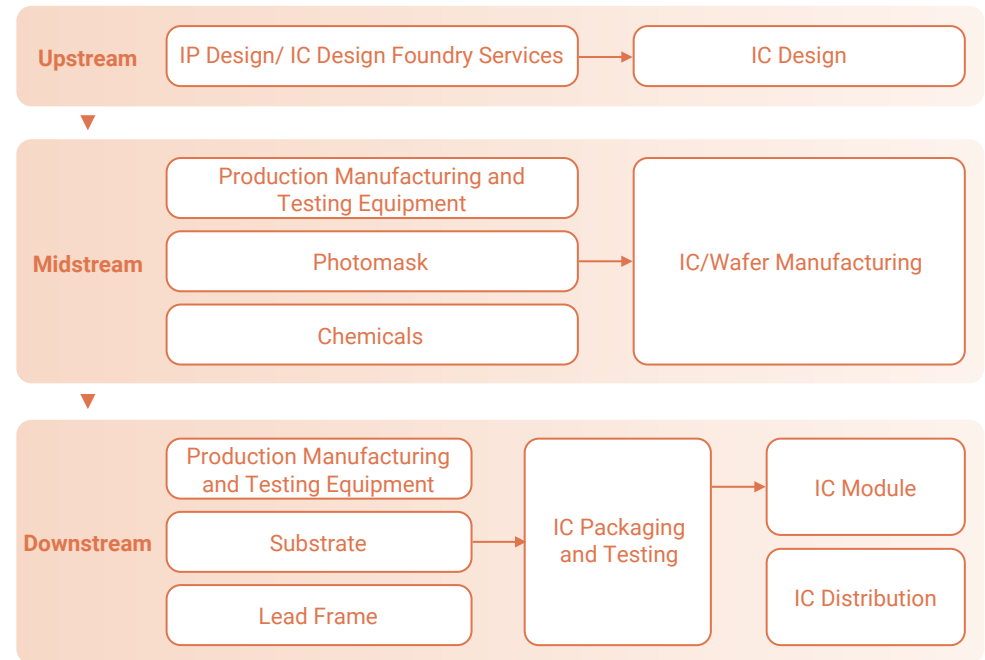 Upstream
IP Design/ IC Design Foundry Services
IC Design
Midstream
Production Manufacturing and
Testing Equipment
Photomask
Chemicals
IC/Wafer Manufacturing
Downstream
Production Manufacturing
and Testing Equipment
Substrate
Lead Frame
IC Packaging
and Testing
IC Module
IC Distribution